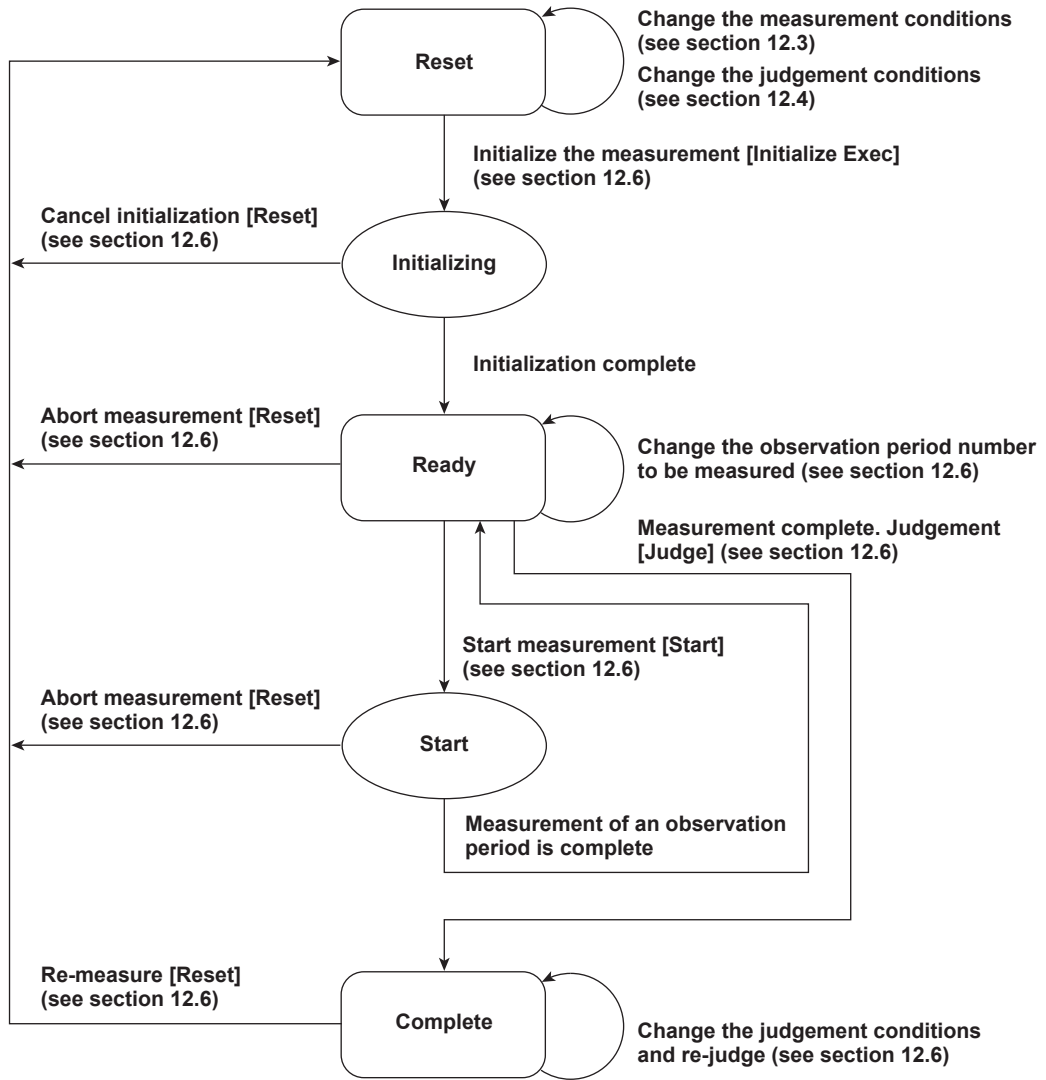 Change the measurement conditions
(see section 12.3)
Reset
Change the judgement conditions
(see section 12.4)
Initialize the measurement [Initialize Exec]
(see section 12.6)
Cancel initialization [Reset]
(see section 12.6)
Initializing
Initialization complete
Abort measurement [Reset]
(see section 12.6)
Ready
Change the observation period number
to be measured (see section 12.6)
Measurement complete. Judgement
[Judge] (see section 12.6)
Start measurement [Start]
(see section 12.6)
Abort measurement [Reset]
(see section 12.6)
Start
Measurement of an observation
period is complete
Re-measure [Reset]
(see section 12.6)
Complete
Change the judgement conditions
and re-judge (see section 12.6)